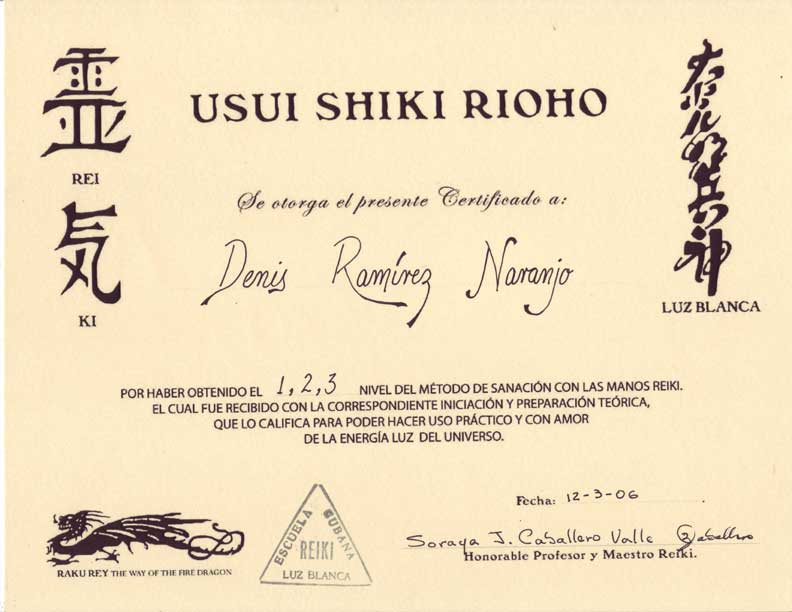 靈
REI
気
KI
USUI SHIKI RIOHO
Se otorga el presente Certificado a:
Denis Ramírez Naranjo
LUZ BLANCA
POR HABER OBTENIDO EL 1, 2, 3 NIVEL DEL MÉTODO DE SANACIÓN CON LAS MANOS REIKI.
EL CUAL FUE RECIBIDO CON LA CORRESPONDIENTE INICIACIÓN Y PREPARACIÓN TEÓRICA,
QUE LO CALIFICA PARA PODER HACER USO PRÁCTICO Y CON AMOR
DE LA ENERGÍA LUZ DEL UNIVERSO.
RAKU REY THE WAY OF THE FIRE DRAGON
ESCUELA CUBANA
REIKI
LUZ BLANCA
Fecha: 12-3-06
Soraya J. Caballero Valle
Honorable Profesor y Maestro Reiki.